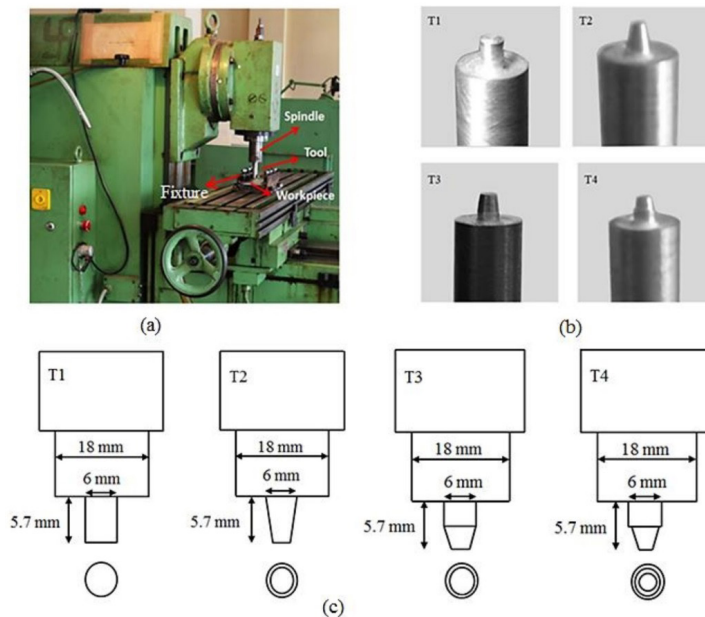 Spindle
Tool
Fixture
Workpiece
(a)
T1
T2
T3
T4
(b)
T1
18 mm
6 mm
5.7 mm
T2
18 mm
6 mm
5.7 mm
T3
18 mm
6 mm
5.7 mm
T4
18 mm
6 mm
5.7 mm
(c)